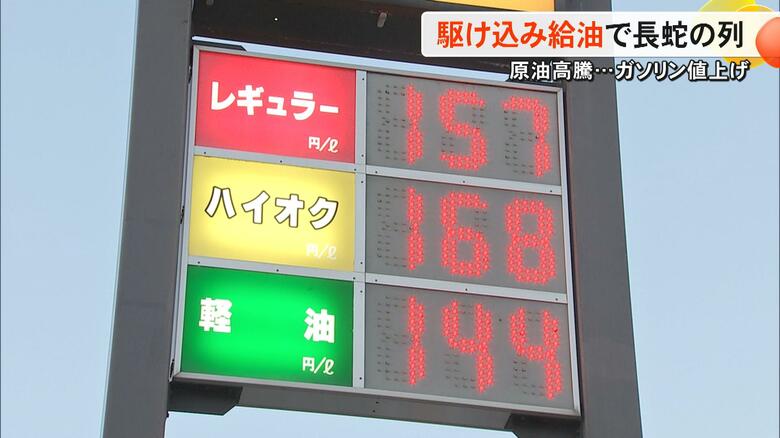 駆け込み給油で長蛇の列
原油高騰…ガソリン値上げ
レギュラー 157
円/ℓ
ハイオク 168
円/ℓ
軽油 144
円/ℓ